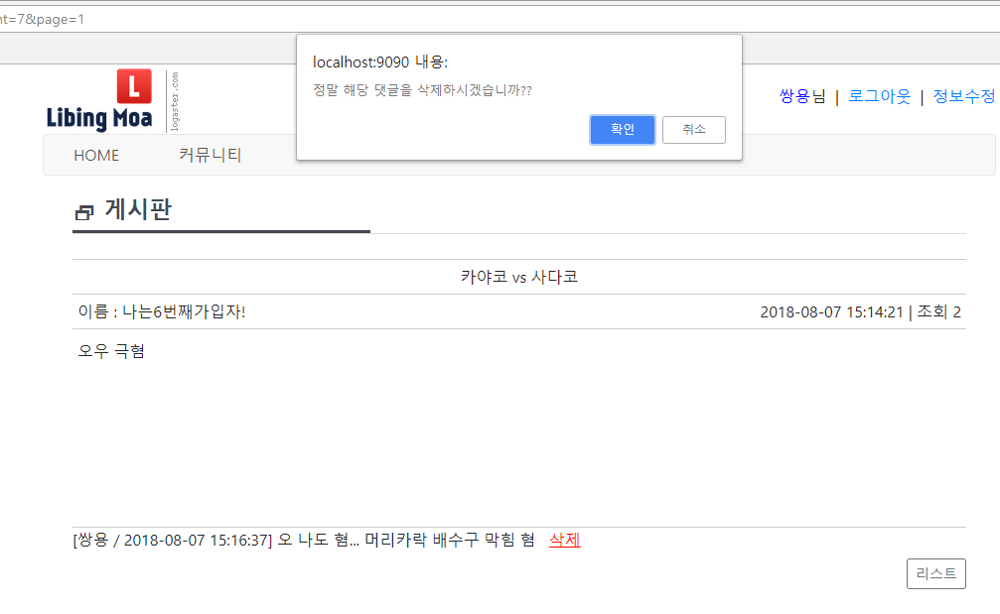 nt=7&page=1
localhost:9090 내용:
정말 해당 댓글을 삭제하시겠습니까??
확인 취소
L
Libing Moa
logaster.com
쌍용님 | 로그아웃 | 정보수정
HOME 커뮤니티
게시판
카야코 vs 사다코
이름 : 나는6번째가입자! 2018-08-07 15:14:21 | 조회 2
오우 극혐
[쌍용 / 2018-08-07 15:16:37] 오 나도 혐... 머리카락 배수구 막힘 혐 삭제
리스트